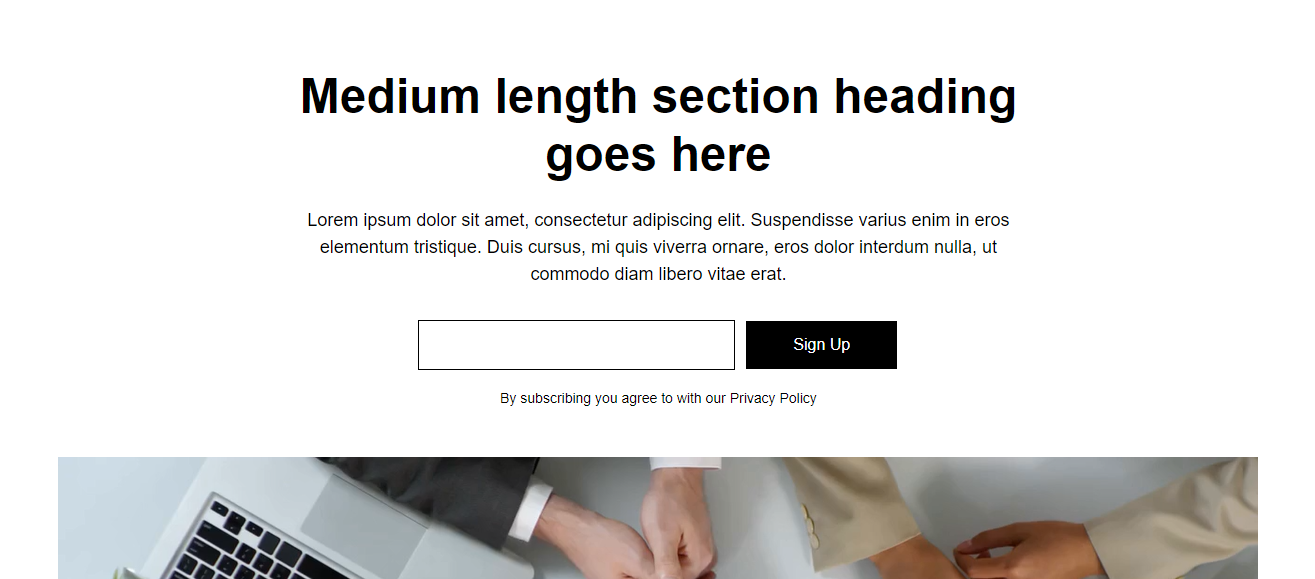 Medium length section heading
goes here
Lorem ipsum dolor sit amet, consectetur adipiscing elit. Suspendisse varius enim in eros
elementum tristique. Duis cursus, mi quis viverra ornare, eros dolor interdum nulla, ut
commodo diam libero vitae erat.
Sign Up
By subscribing you agree to with our Privacy Policy